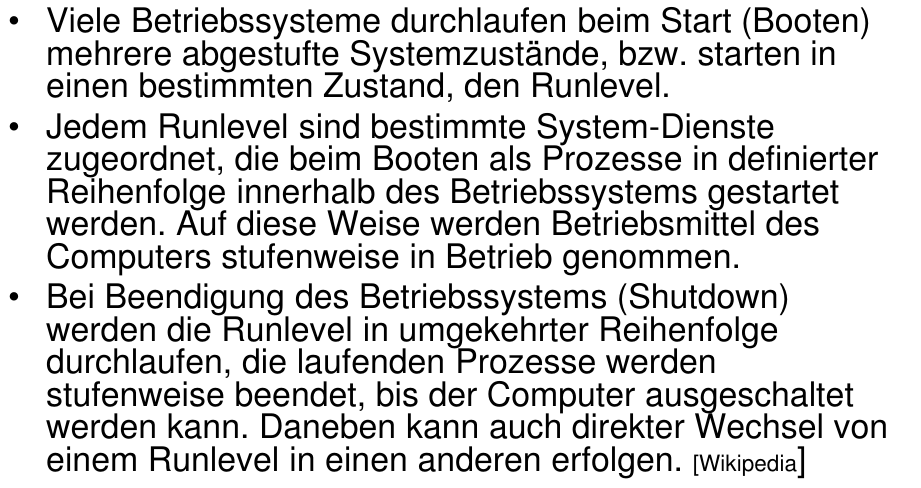 • Viele Betriebssysteme durchlaufen beim Start (Booten)
mehrere abgestufte Systemzustände, bzw. starten in
einen bestimmten Zustand, den Runlevel.
• Jedem Runlevel sind bestimmte System-Dienste
zugeordnet, die beim Booten als Prozesse in definierter
Reihenfolge innerhalb des Betriebssystems gestartet
werden. Auf diese Weise werden Betriebsmittel des
Computers stufenweise in Betrieb genommen.
• Bei Beendigung des Betriebssystems (Shutdown)
werden die Runlevel in umgekehrter Reihenfolge
durchlaufen, die laufenden Prozesse werden
stufenweise beendet, bis der Computer ausgeschaltet
werden kann. Daneben kann auch direkter Wechsel von
einem Runlevel in einen anderen erfolgen. [Wikipedia]